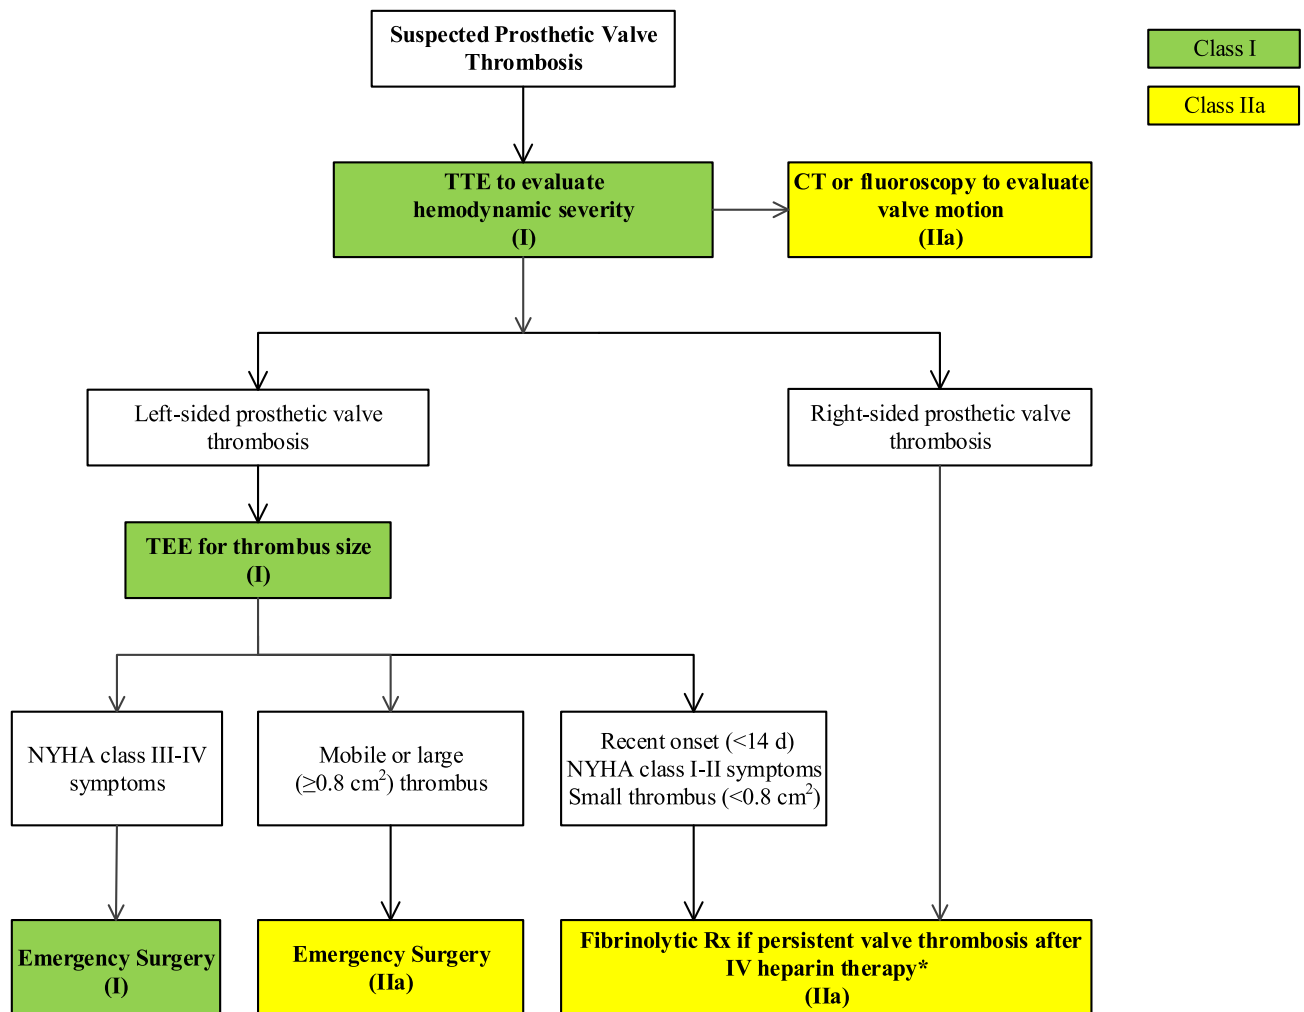 Suspected Prosthetic Valve
Thrombosis
Class I
Class IIa
TTE to evaluate
hemodynamic severity
(I)
CT or fluoroscopy to evaluate
valve motion
(IIa)
Left-sided prosthetic valve
thrombosis
Right-sided prosthetic valve
thrombosis
TEE for thrombus size
(I)
NYHA class III-IV
symptoms
Mobile or large
(≥0.8 cm²) thrombus
Recent onset (<14 d)
NYHA class I-II symptoms
Small thrombus (<0.8 cm²)
Emergency Surgery
(I)
Emergency Surgery
(IIa)
Fibrinolytic Rx if persistent valve thrombosis after
IV heparin therapy*
(IIa)